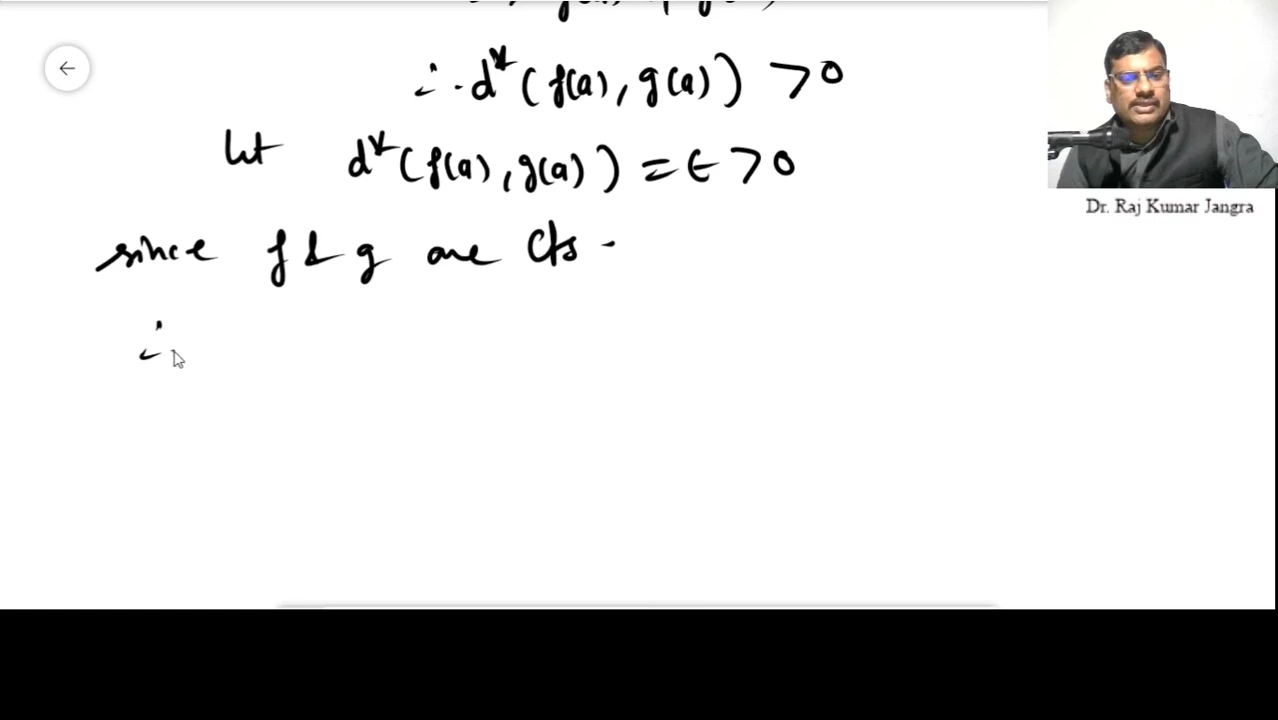 ∴ d*(f(a), g(a)) > 0
let d*(f(a), g(a)) = ε > 0
since f & g are cts.
∴
Dr. Raj Kumar Jangra